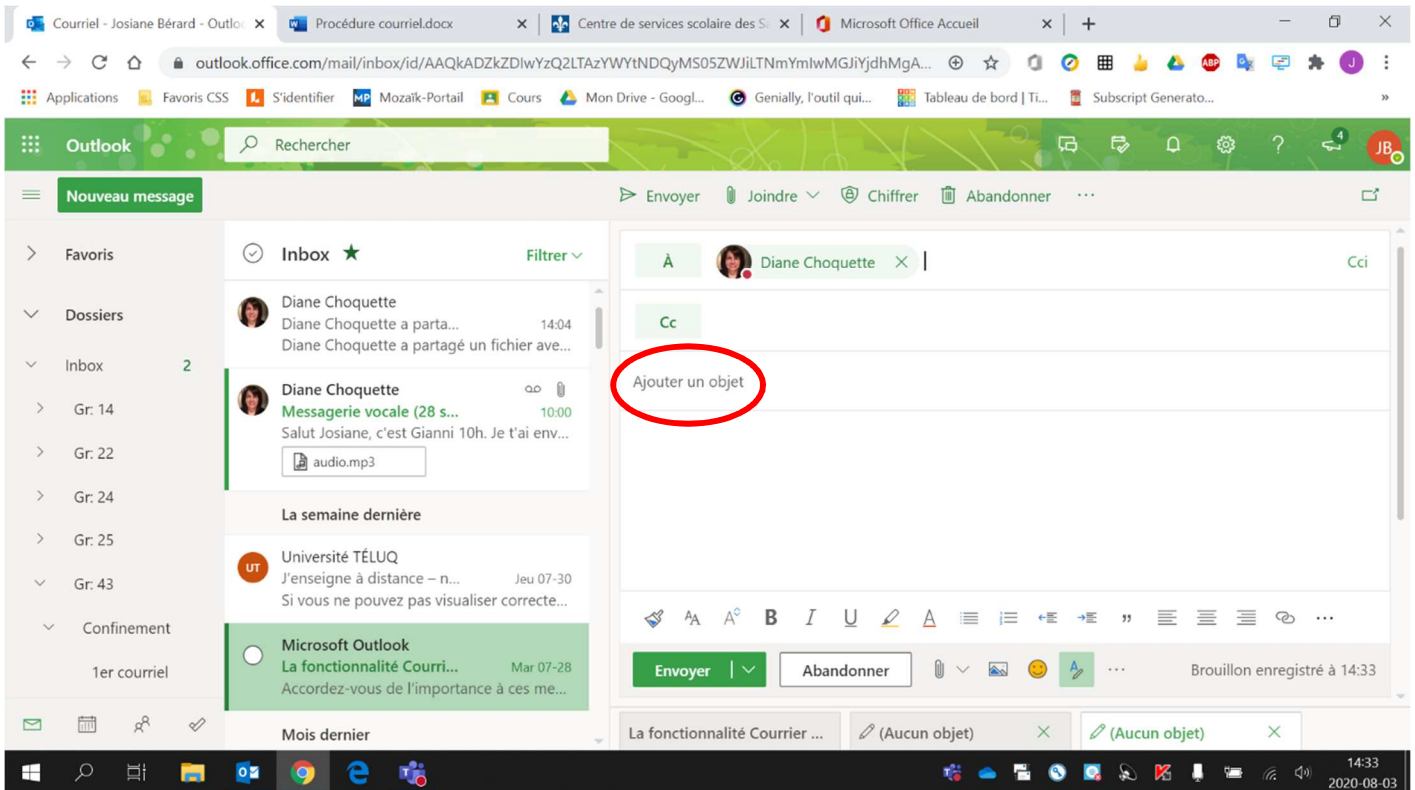 Courriel - Josiane Bérard - Outloo
Procédure courriel.docx
Centre de services scolaire des S
Microsoft Office Accueil
outlook.office.com/mail/inbox/id/AAQkADZkZDIwYzQ2LTAzYWYtNDQyMS05ZWJiLTNmYmIwMGJiYjdhMgA...
Applications
Favoris CSS
S'identifier
Mozaïk-Portail
Cours
Mon Drive - Googl...
Genially, l'outil qui...
Tableau de bord | Ti...
Subscript Generato...
»
Outlook
Rechercher
4
JB
Nouveau message
Envoyer
Joindre
Chiffrer
Abandonner
...
Favoris
Dossiers
Inbox 2
Gr: 14
Gr: 22
Gr: 24
Gr: 25
Gr: 43
Confinement
1er courriel
Inbox ★ Filtrer
Diane Choquette
Diane Choquette a parta... 14:04
Diane Choquette a partagé un fichier ave...
Diane Choquette
Messagerie vocale (28 s... 10:00
Salut Josiane, c'est Gianni 10h. Je t'ai env...
audio.mp3
La semaine dernière
UT
Université TÉLUQ
J'enseigne à distance – n... Jeu 07-30
Si vous ne pouvez pas visualiser correcte...
Microsoft Outlook
La fonctionnalité Courri... Mar 07-28
Accordez-vous de l'importance à ces me...
Mois dernier
À Diane Choquette Cci
Cc
Ajouter un objet
Envoyer
Abandonner
...
Brouillon enregistré à 14:33
La fonctionnalité Courrier ...
(Aucun objet)
(Aucun objet)
14:33
2020-08-03